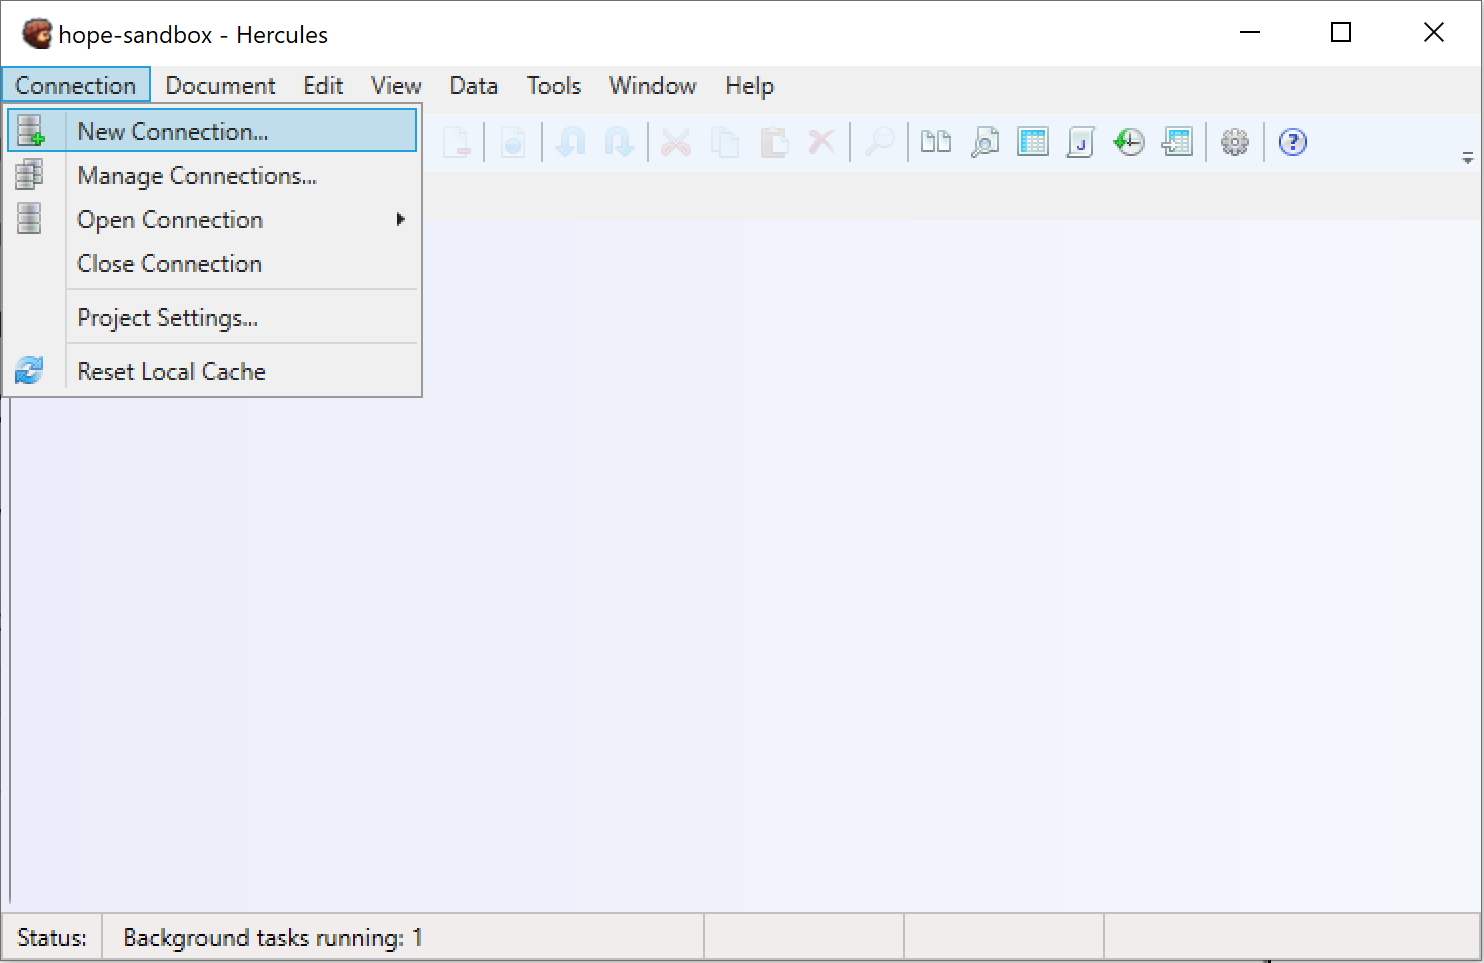 hope-sandbox - Hercules
Connection Document Edit View Data Tools Window Help
New Connection...
Manage Connections...
Open Connection
Close Connection
Project Settings...
Reset Local Cache
Status: Background tasks running: 1